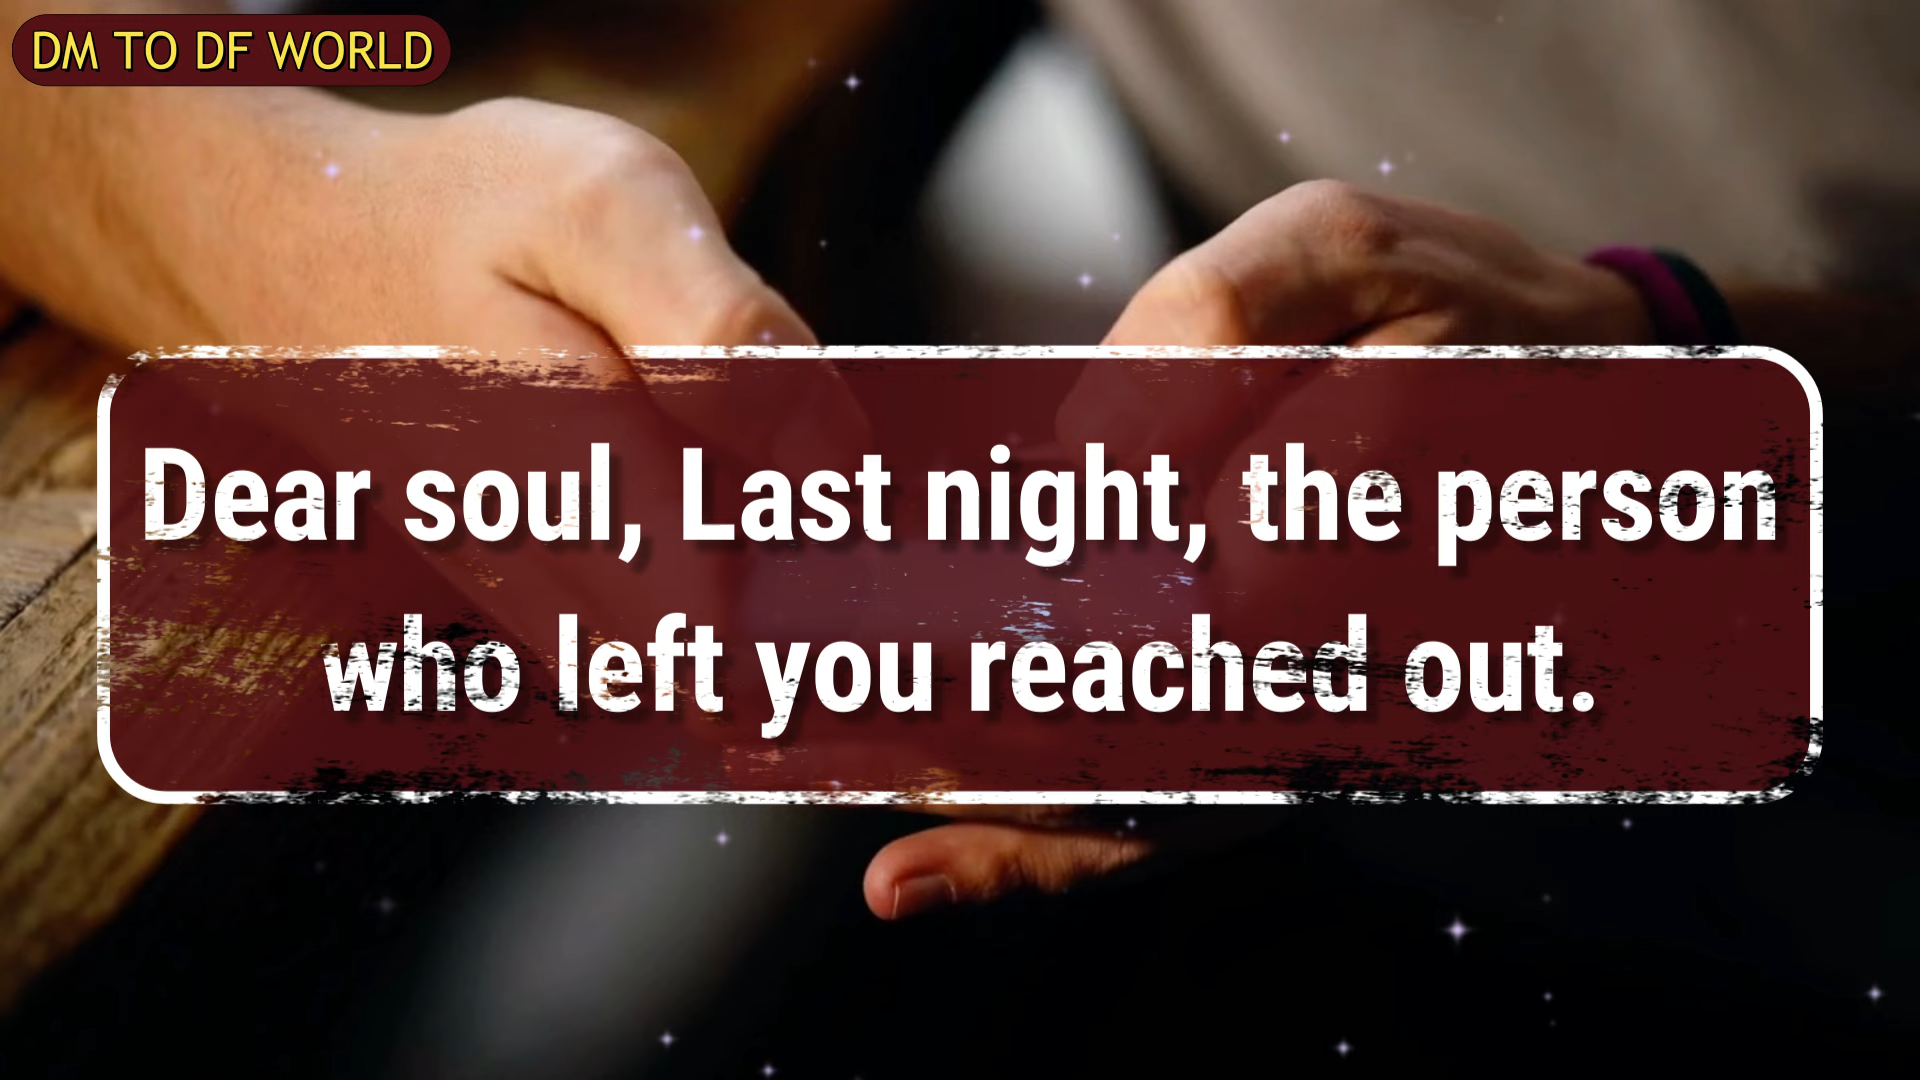 DM TO DF WORLD
Dear soul, Last night, the person
who left you reached out.